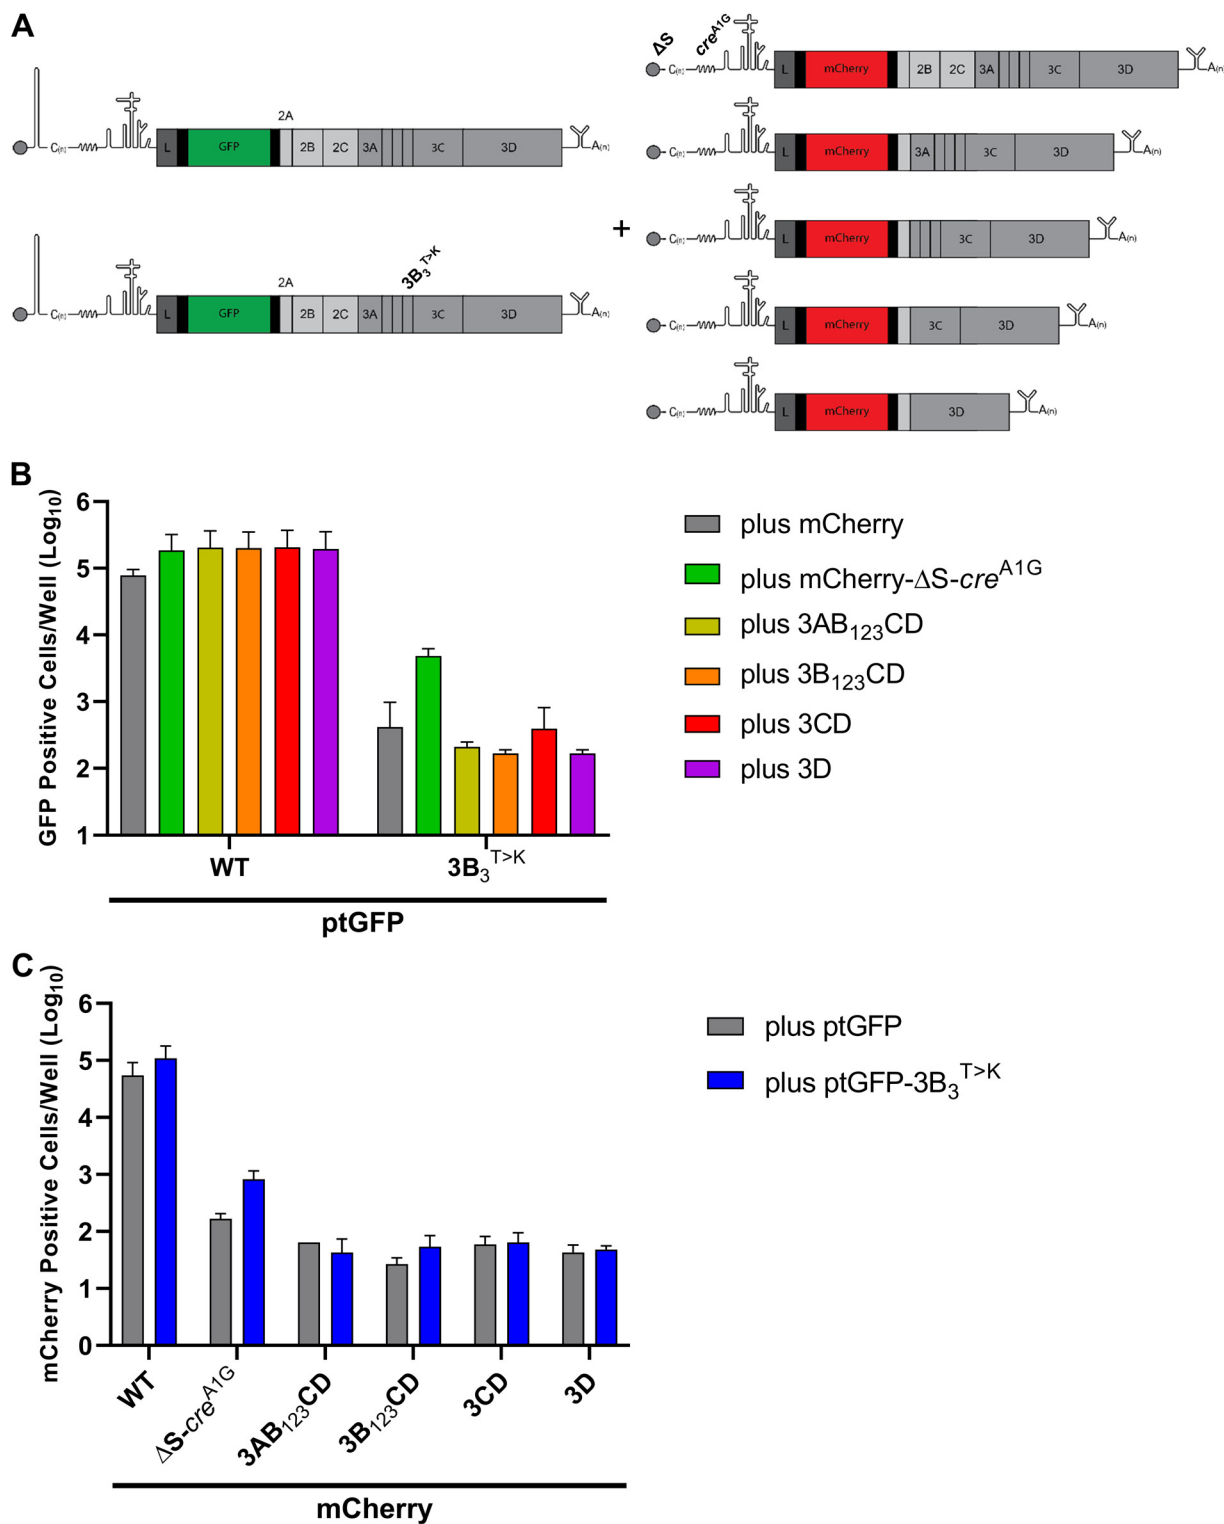 A
C(n)
2A
L
GFP
2B
2C
3A
3C
3D
A(n)
3B₃ᵀ>ᴷ
C(n)
2A
L
GFP
2B
2C
3A
3C
3D
A(n)
+
ΔS
creᴬ¹ᴳ
C(n)
L
mCherry
2B
2C
3A
3C
3D
A(n)
C(n)
L
mCherry
3A
3C
3D
A(n)
C(n)
L
mCherry
3C
3D
A(n)
C(n)
L
mCherry
3C
3D
A(n)
C(n)
L
mCherry
3D
A(n)
B
GFP Positive Cells/Well (Log₁₀)
6
5
4
3
2
1
WT
3B₃ᵀ>ᴷ
ptGFP
plus mCherry
plus mCherry-ΔS-creᴬ¹ᴳ
plus 3AB₁₂₃CD
plus 3B₁₂₃CD
plus 3CD
plus 3D
C
mCherry Positive Cells/Well (Log₁₀)
6
5
4
3
2
1
0
WT
ΔS-creᴬ¹ᴳ
3AB₁₂₃CD
3B₁₂₃CD
3CD
3D
mCherry
plus ptGFP
plus ptGFP-3B₃ᵀ>ᴷ